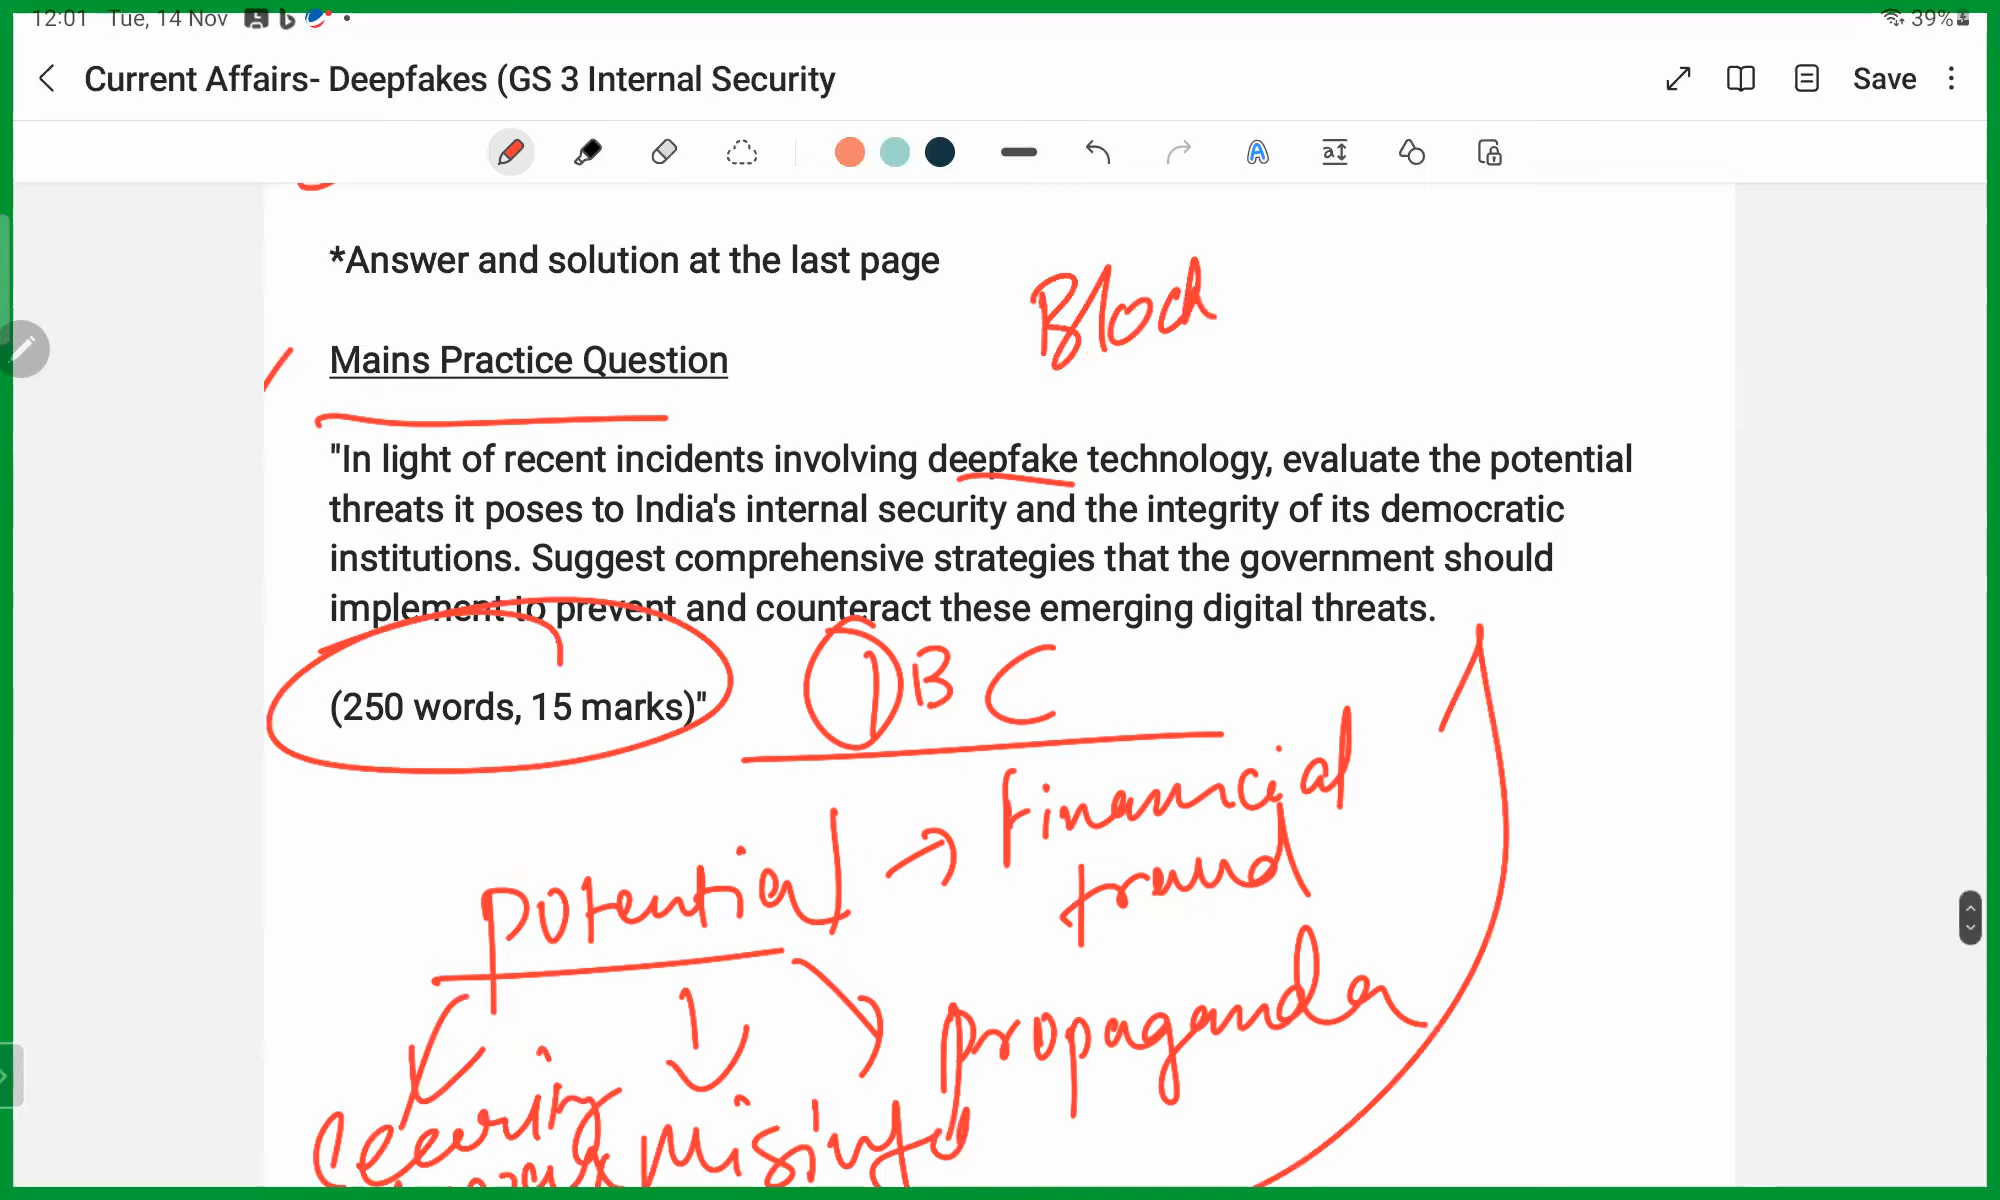 12:01 Tue, 14 Nov 39%
Current Affairs- Deepfakes (GS 3 Internal Security
Save
*Answer and solution at the last page
Block
Mains Practice Question
"In light of recent incidents involving deepfake technology, evaluate the potential
threats it poses to India's internal security and the integrity of its democratic
institutions. Suggest comprehensive strategies that the government should
implement to prevent and counteract these emerging digital threats.
(250 words, 15 marks)"
IBC
potential → Financial
fraud
propaganda
Misinfo